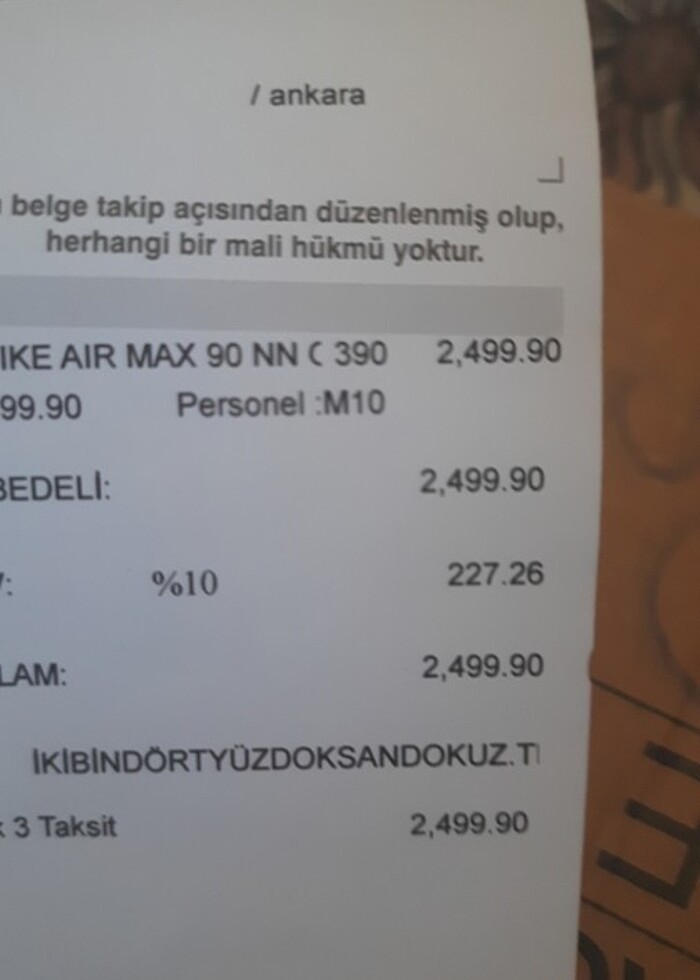 / ankara
belge takip açısından düzenlenmiş olup,
herhangi bir mali hükmü yoktur.
IKE AIR MAX 90 NN C 390 2,499.90
99.90 Personel :M10
BEDELİ: 2,499.90
: %10 227.26
LAM: 2,499.90
İKİBİNDÖRTYÜZDOKSANDOKUZ.T
3 Taksit 2,499.90